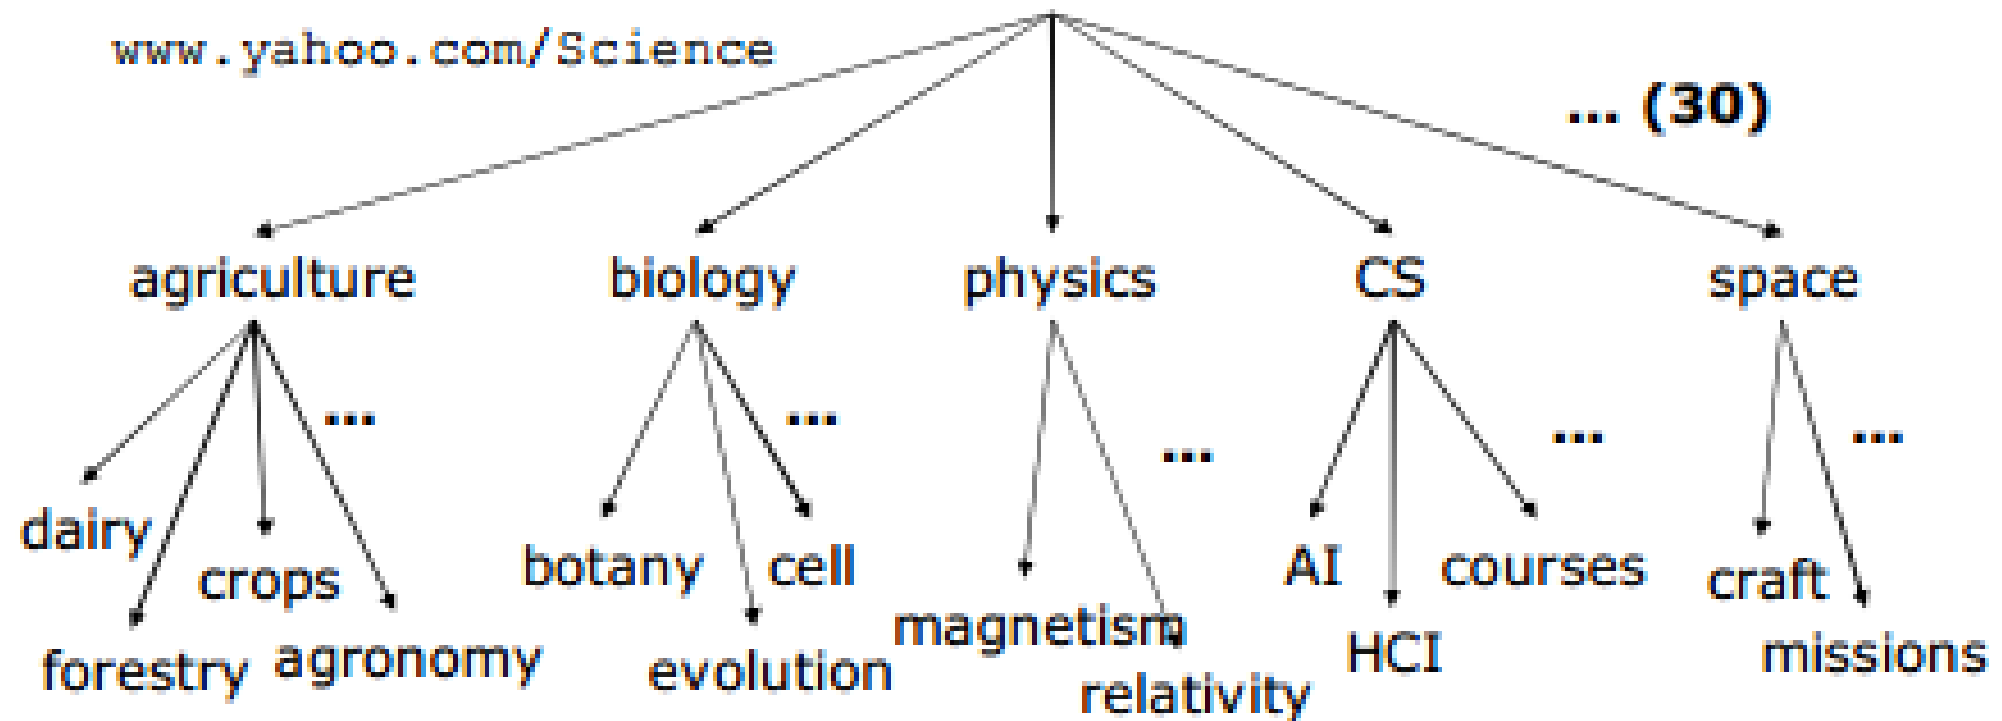 www.yahoo.com/Science
... (30)
agriculture biology physics CS space
... ... ... ... ...
dairy
crops botany cell AI courses craft
forestry agronomy evolution magnetism HCI missions
relativity